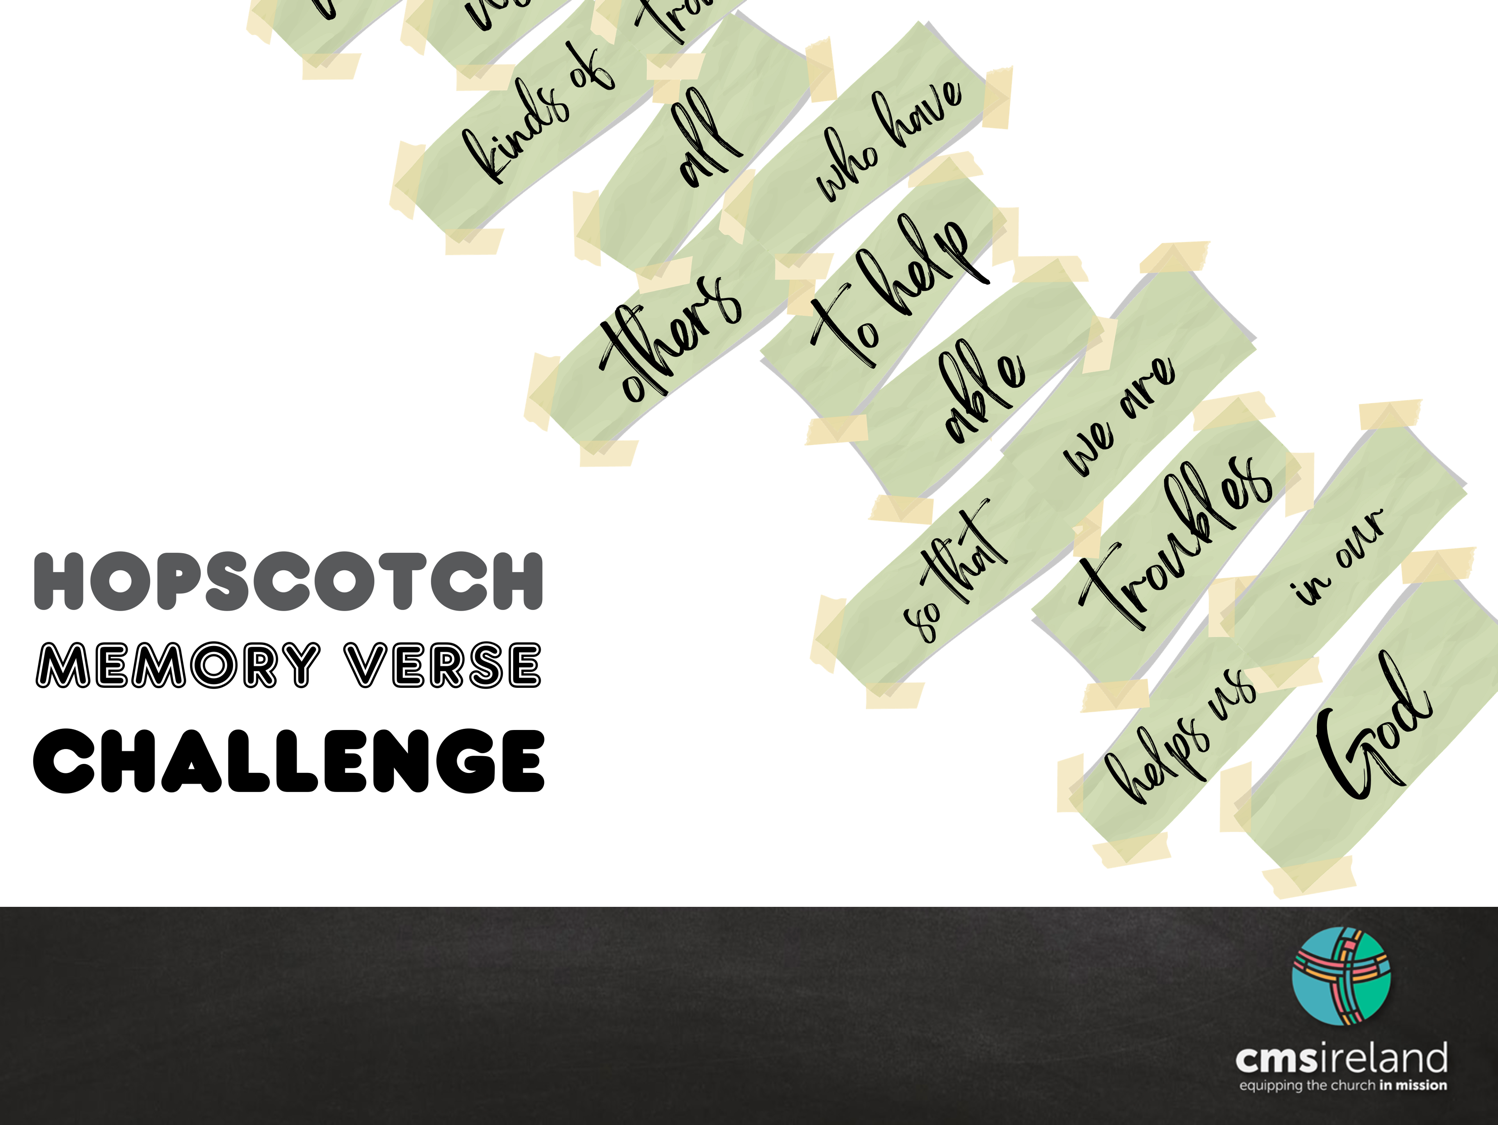 kinds of
all
who have
others
to help
able
we are
so that
troubles
in our
helps us
God
HOPSCOTCH
MEMORY VERSE
CHALLENGE
cmsireland
equipping the church in mission